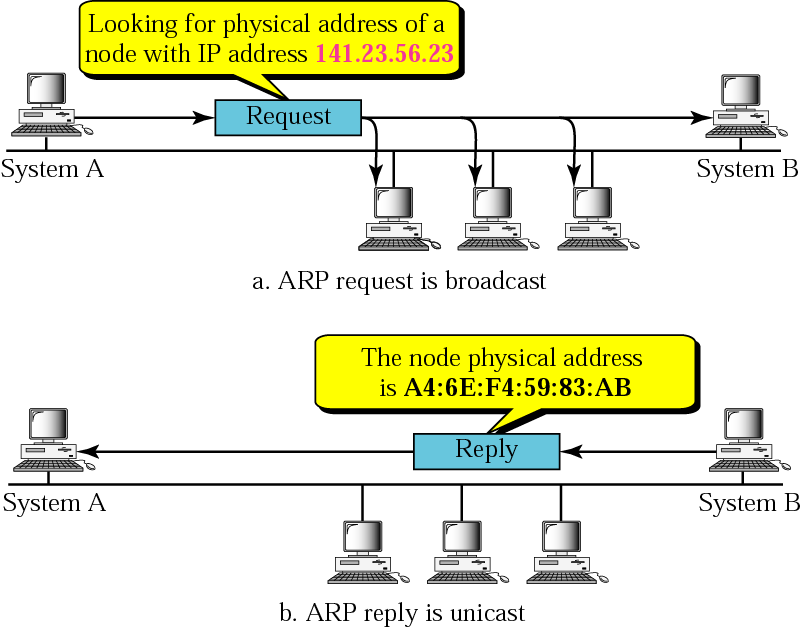 Looking for physical address of a
node with IP address 141.23.56.23
Request
System A
System B
a. ARP request is broadcast
The node physical address
is A4:6E:F4:59:83:AB
Reply
System A
System B
b. ARP reply is unicast